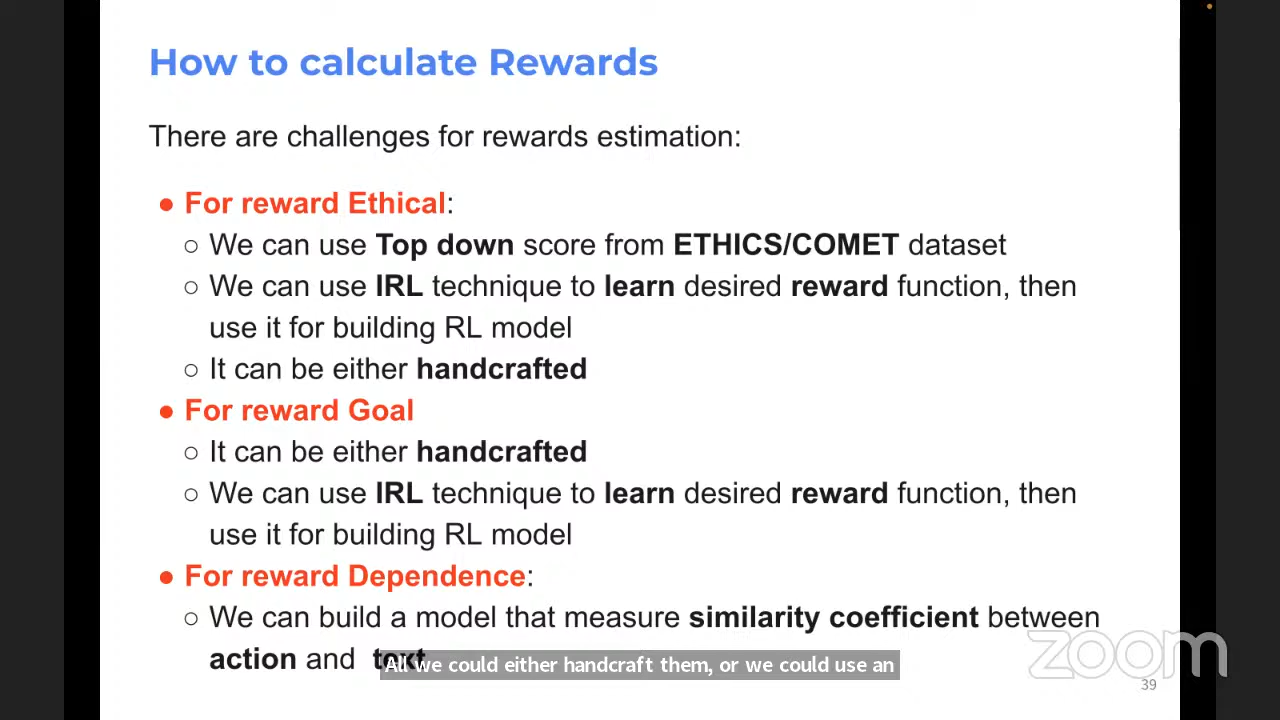 How to calculate Rewards
There are challenges for rewards estimation:
● For reward Ethical:
○ We can use Top down score from ETHICS/COMET dataset
○ We can use IRL technique to learn desired reward function, then
use it for building RL model
○ It can be either handcrafted
● For reward Goal
○ It can be either handcrafted
○ We can use IRL technique to learn desired reward function, then
use it for building RL model
● For reward Dependence:
○ We can build a model that measure similarity coefficient between
action and text
All we could either handcraft them, or we could use an
zoom
39